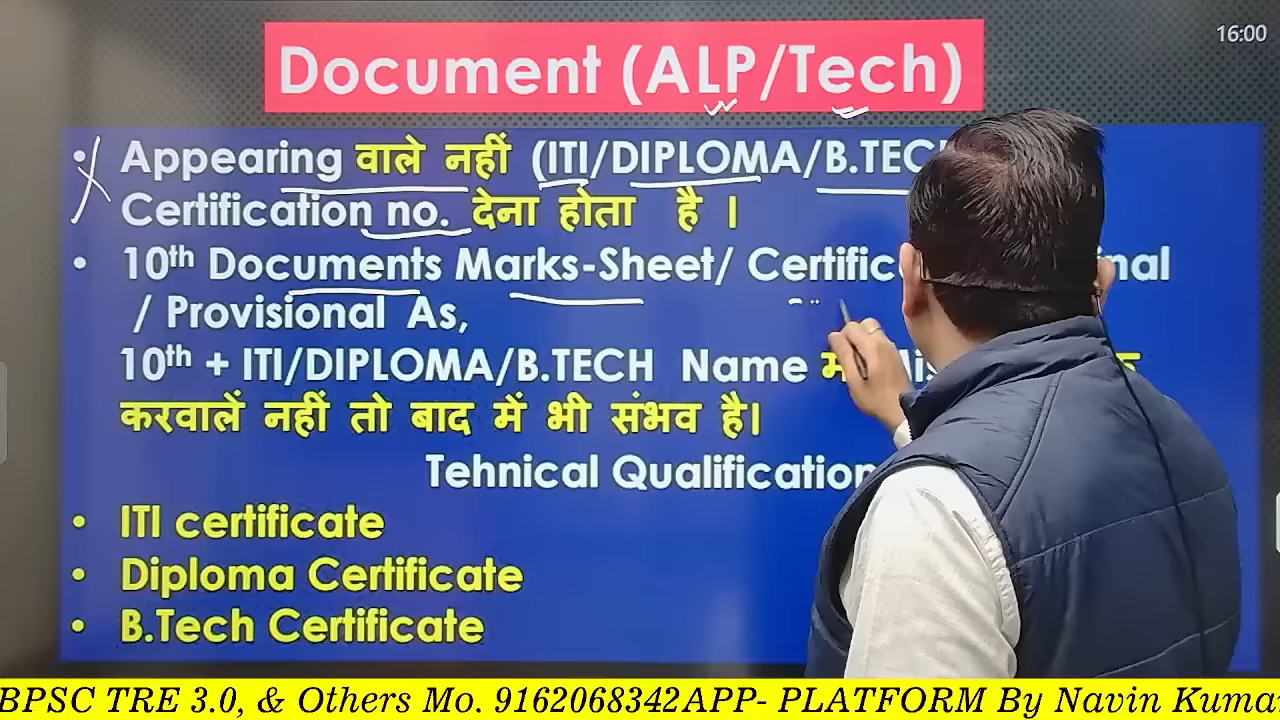 16:00
Document (ALP/Tech)
• Appearing वाले नहीं (ITI/DIPLOMA/B.TEC
Certification no. देना होता है ।
• 10th Documents Marks-Sheet/ Certific nal
/ Provisional As,
10th + ITI/DIPLOMA/B.TECH Name
करवालें नहीं तो बाद में भी संभव है।
Tehnical Qualification
• ITI certificate
• Diploma Certificate
• B.Tech Certificate
BPSC TRE 3.0, & Others Mo. 9162068342APP- PLATFORM By Navin Kuma